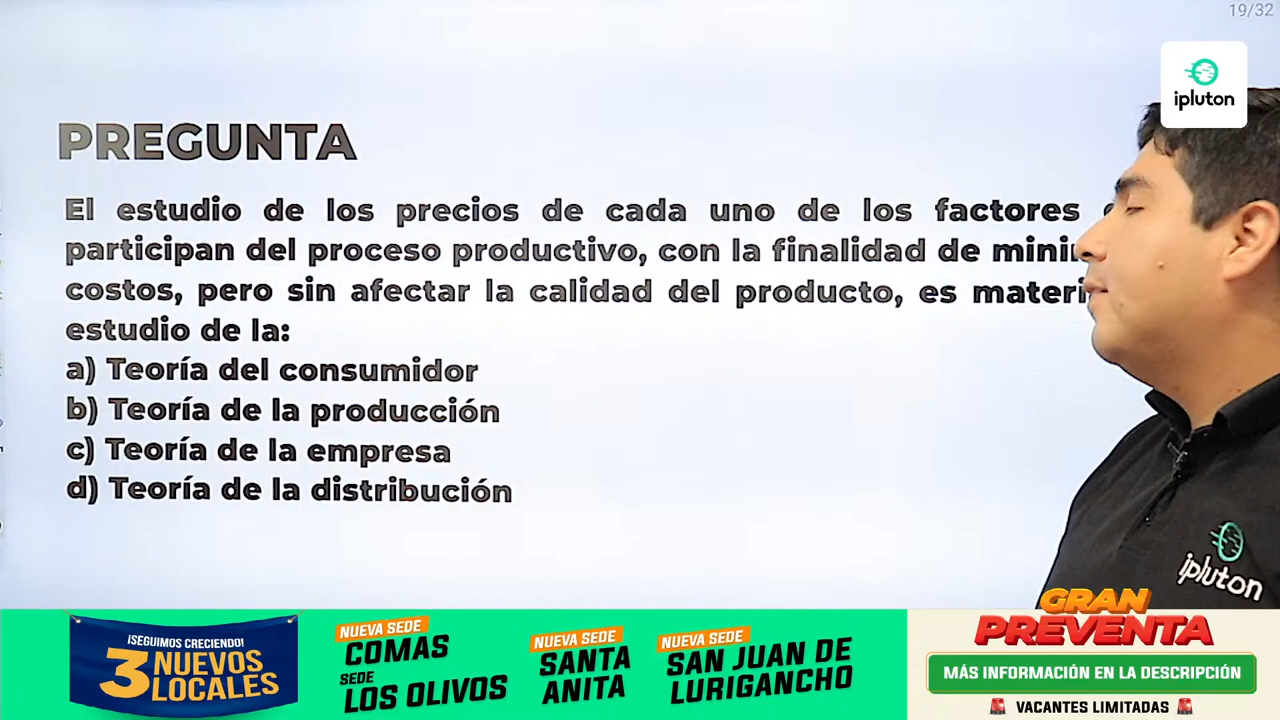 19/32
ipluton
PREGUNTA
El estudio de los precios de cada uno de los factores
participan del proceso productivo, con la finalidad de
costos, pero sin afectar la calidad del producto, es
estudio de la:
a) Teoría del consumidor
b) Teoría de la producción
c) Teoría de la empresa
d) Teoría de la distribución
ipluton
¡SEGUIMOS CRECIENDO!
3 NUEVOS
LOCALES
NUEVA SEDE
COMAS
SEDE
LOS OLIVOS
NUEVA SEDE
SANTA
ANITA
NUEVA SEDE
SAN JUAN DE
LURIGANCHO
GRAN
PREVENTA
MÁS INFORMACIÓN EN LA DESCRIPCIÓN
VACANTES LIMITADAS